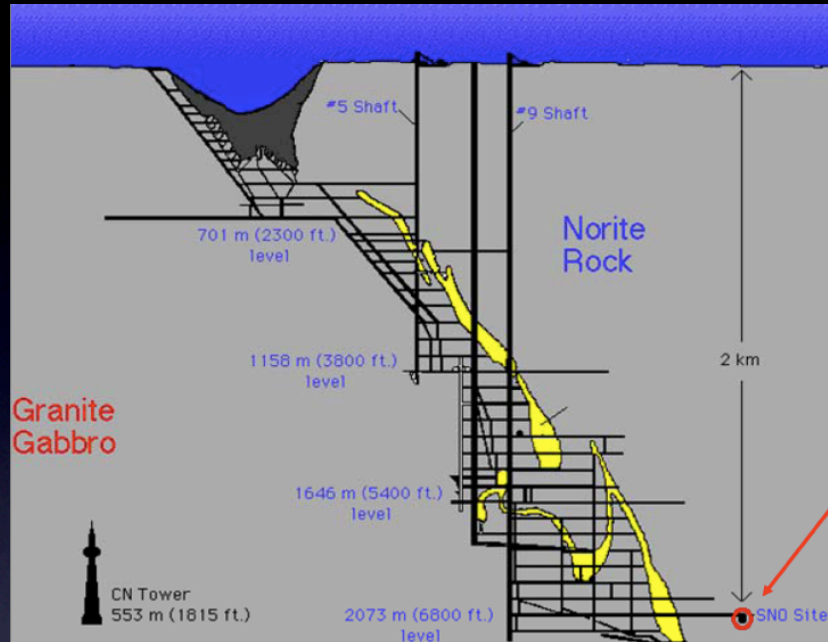 #5 Shaft
#9 Shaft
701 m (2300 ft.)
level
Norite
Rock
1158 m (3800 ft.)
level
2 km
Granite
Gabbro
1646 m (5400 ft.)
level
CN Tower
553 m (1815 ft.)
2073 m (6800 ft.)
level
SNO Site